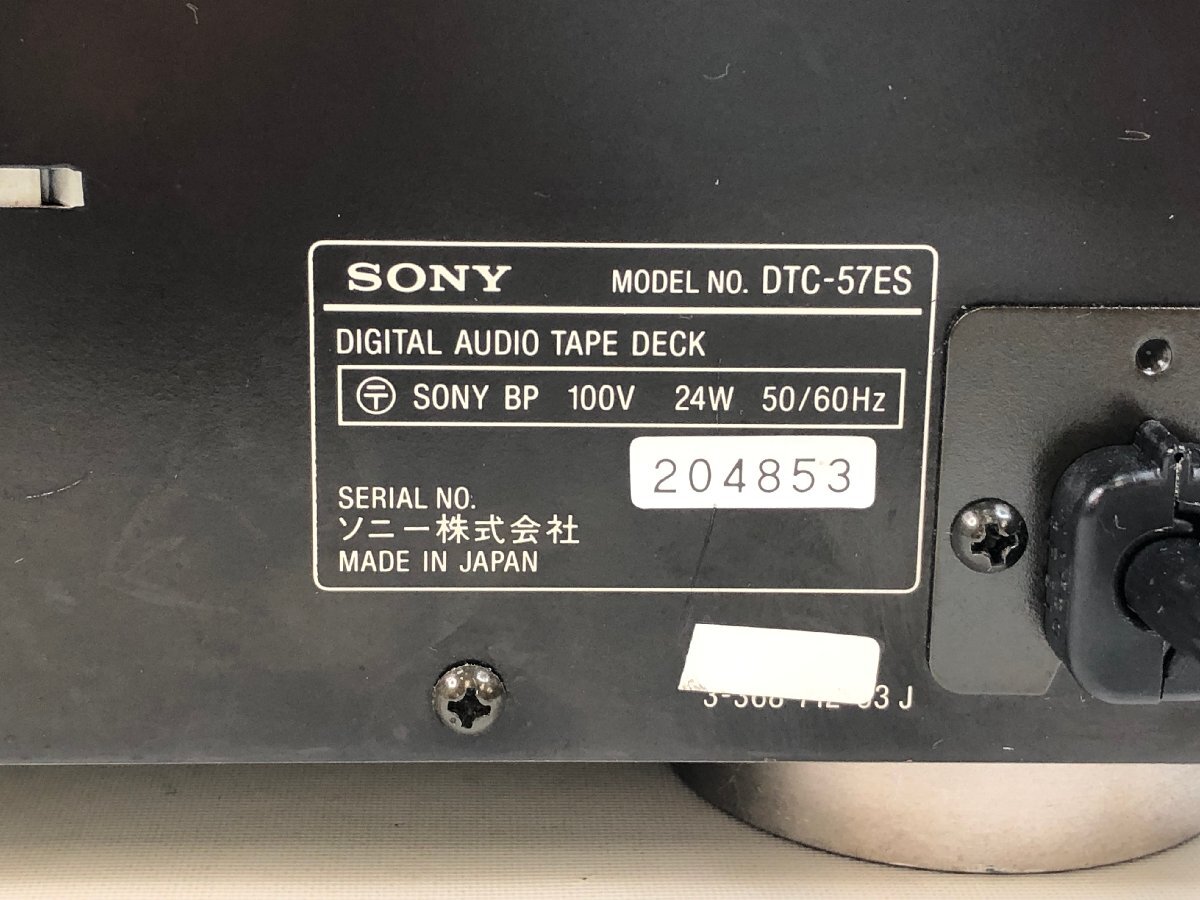 SONY MODEL NO. DTC-57ES
DIGITAL AUDIO TAPE DECK
〒 SONY BP 100V 24W 50/60Hz
204853
SERIAL NO.
ソニー株式会社
MADE IN JAPAN
J